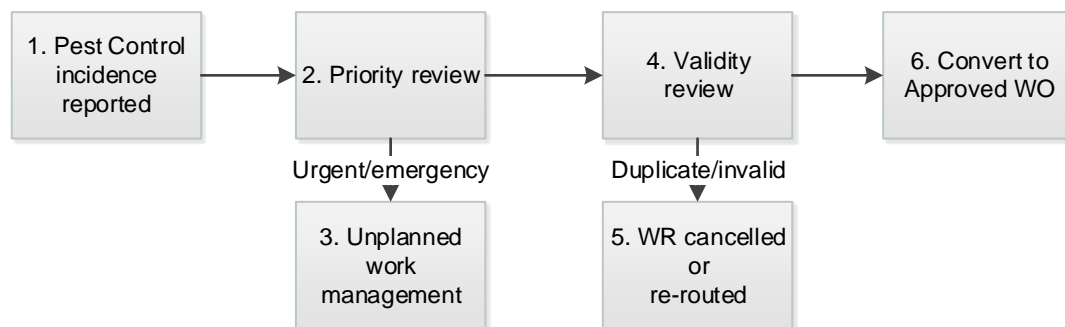 1. Pest Control
incidence
reported
2. Priority review
4. Validity
review
6. Convert to
Approved WO
Urgent/emergency
Duplicate/invalid
3. Unplanned
work
management
5. WR cancelled
or
re-routed